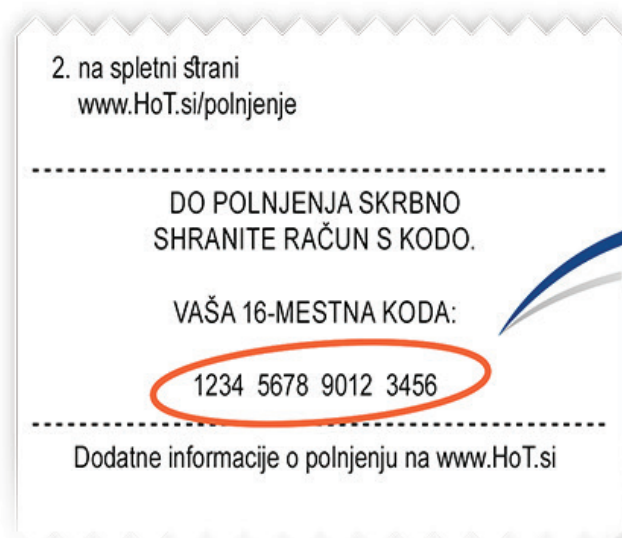 2. na spletni strani
www.HoT.si/polnjenje
DO POLNJENJA SKRBNO
SHRANITE RAČUN S KODO.
VAŠA 16-MESTNA KODA:
1234 5678 9012 3456
Dodatne informacije o polnjenju na www.HoT.si